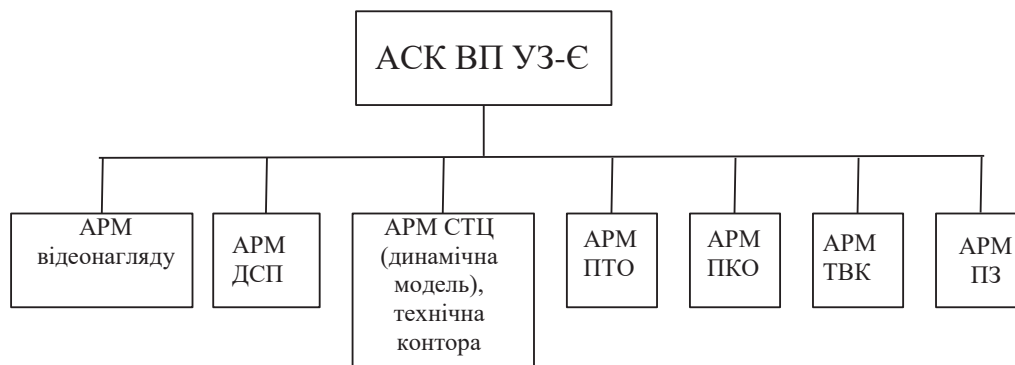 АСК ВП УЗ-Є
АРМ
відеонагляду
АРМ
ДСП
АРМ СТЦ
(динамічна
модель),
технічна
контора
АРМ
ПТО
АРМ
ПКО
АРМ
ТВК
АРМ
ПЗ